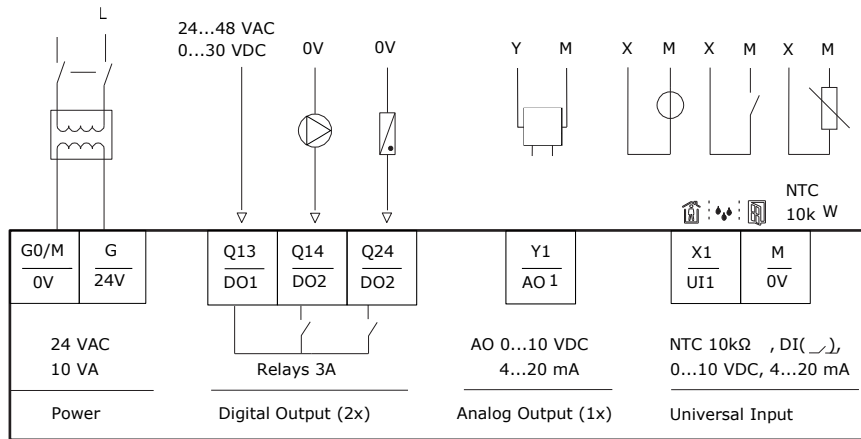 L
24...48 VAC
0...30 VDC
0V
0V
Y M
X M X M X M
NTC
10k W
G0/M
0V
G
24V
Q13
DO1
Q14
DO2
Q24
DO2
Y1
AO 1
X1
UI1
M
0V
24 VAC
10 VA
Relays 3A
AO 0...10 VDC
4...20 mA
NTC 10kΩ , DI( ),
0...10 VDC, 4...20 mA
Power
Digital Output (2x)
Analog Output (1x)
Universal Input